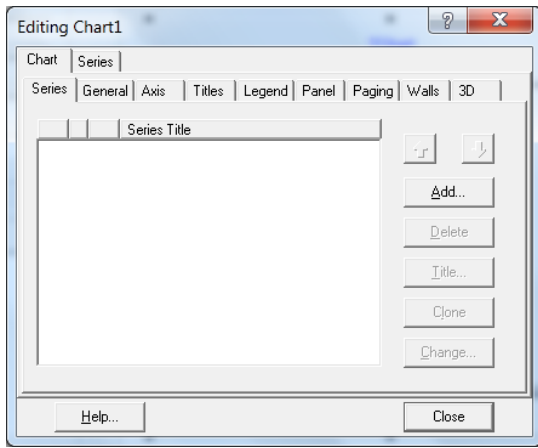 Editing Chart1
?
X
Chart Series
Series General Axis Titles Legend Panel Paging Walls 3D
Series Title
Add...
Delete
Title...
Clone
Change...
Help... Close